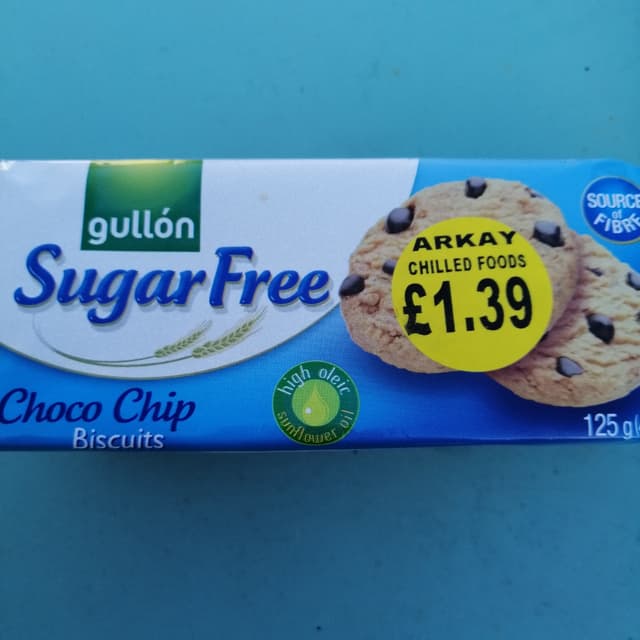 gullón
Sugar Free
Choco Chip
Biscuits
high oleic
sunflower oil
ARKAY
CHILLED FOODS
£1.39
SOURCE
of
FIBRE
125 g